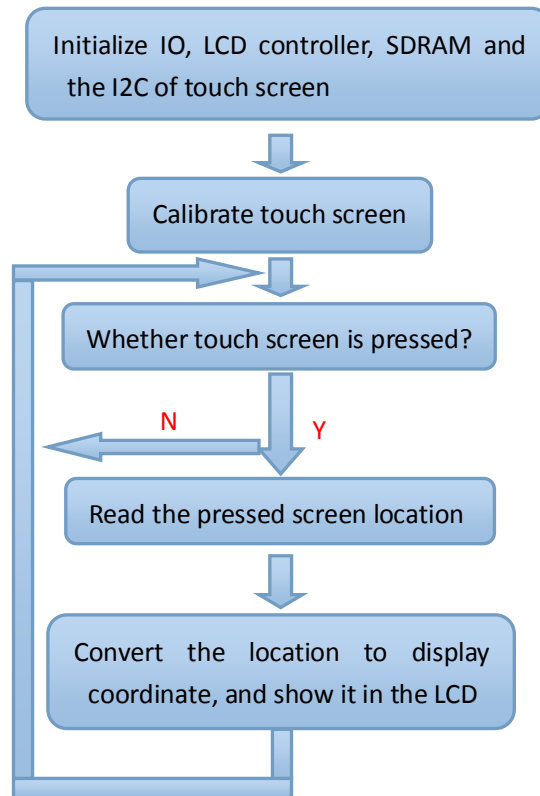 Initialize IO, LCD controller, SDRAM and
the I2C of touch screen
Calibrate touch screen
Whether touch screen is pressed?
N
Y
Read the pressed screen location
Convert the location to display
coordinate, and show it in the LCD